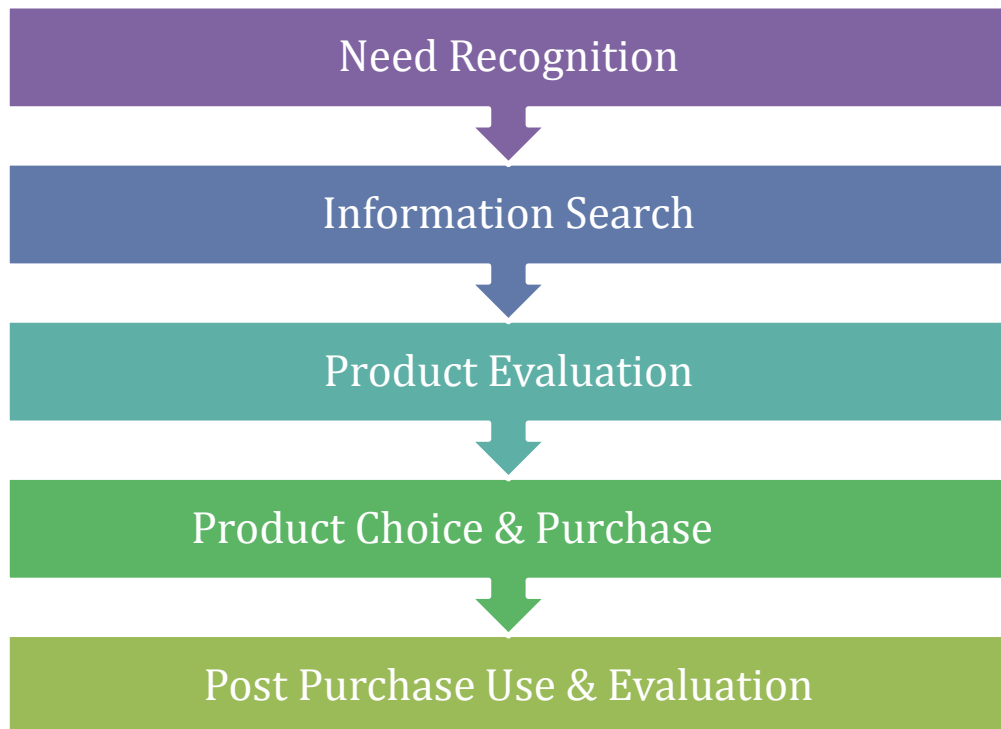 Need Recognition
Information Search
Product Evaluation
Product Choice & Purchase
Post Purchase Use & Evaluation